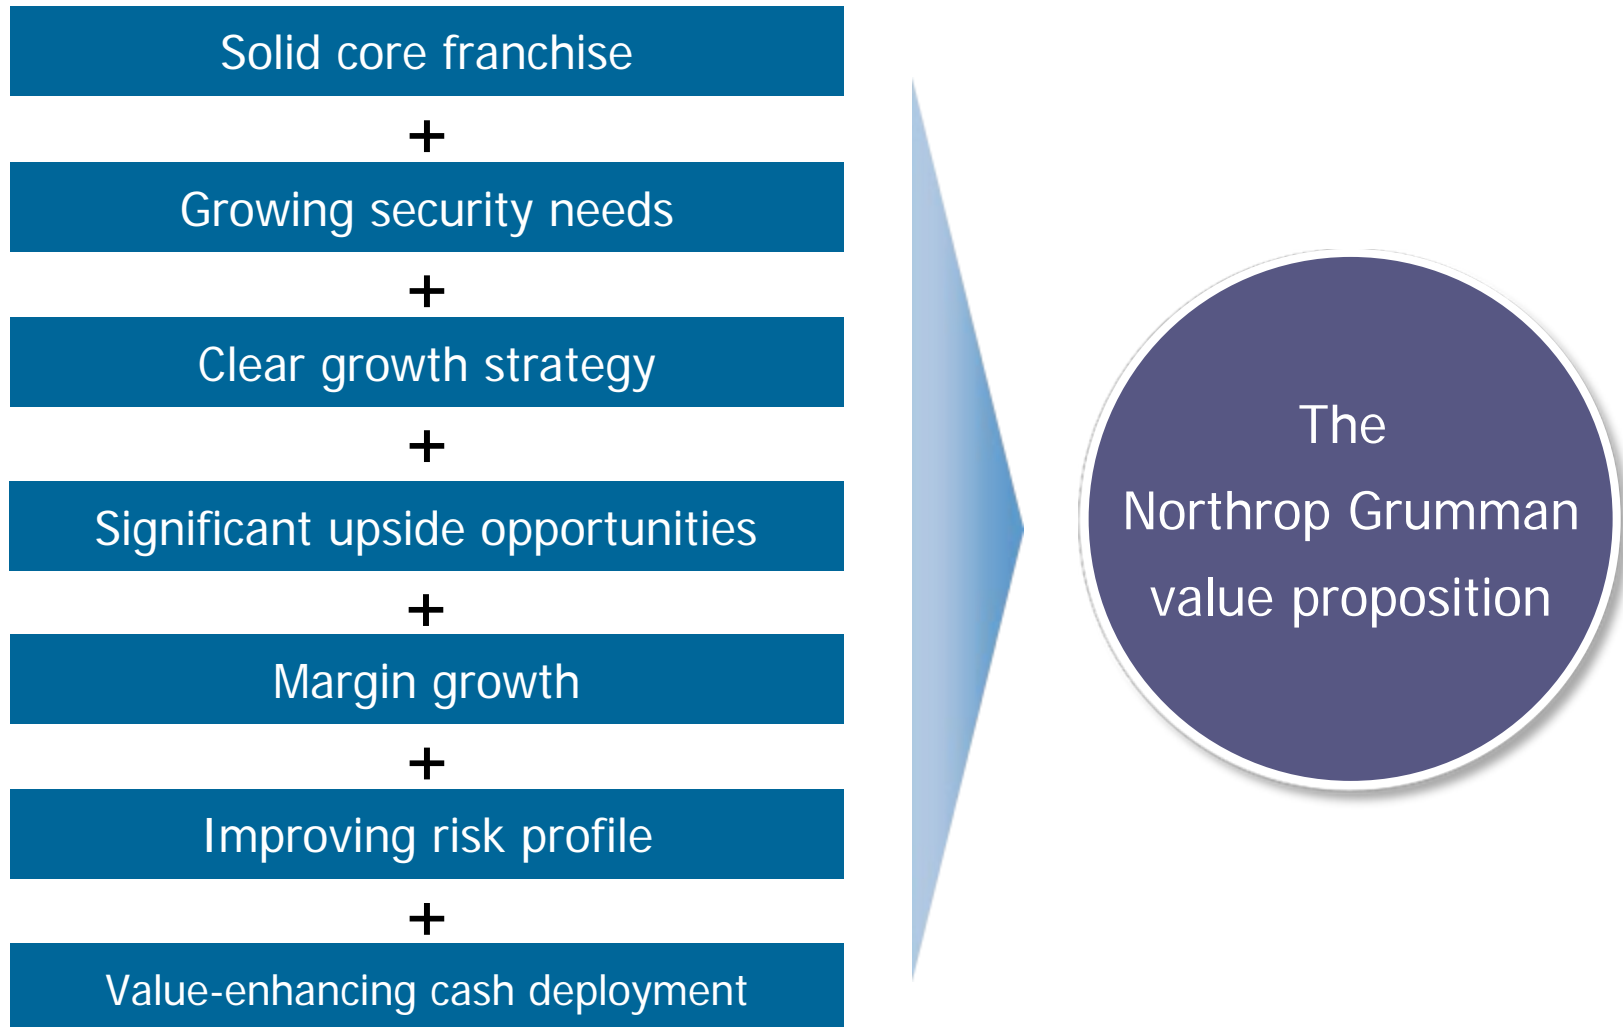 Solid core franchise
+
Growing security needs
+
Clear growth strategy
+
Significant upside opportunities
+
Margin growth
+
Improving risk profile
+
Value-enhancing cash deployment
The
Northrop Grumman
value proposition